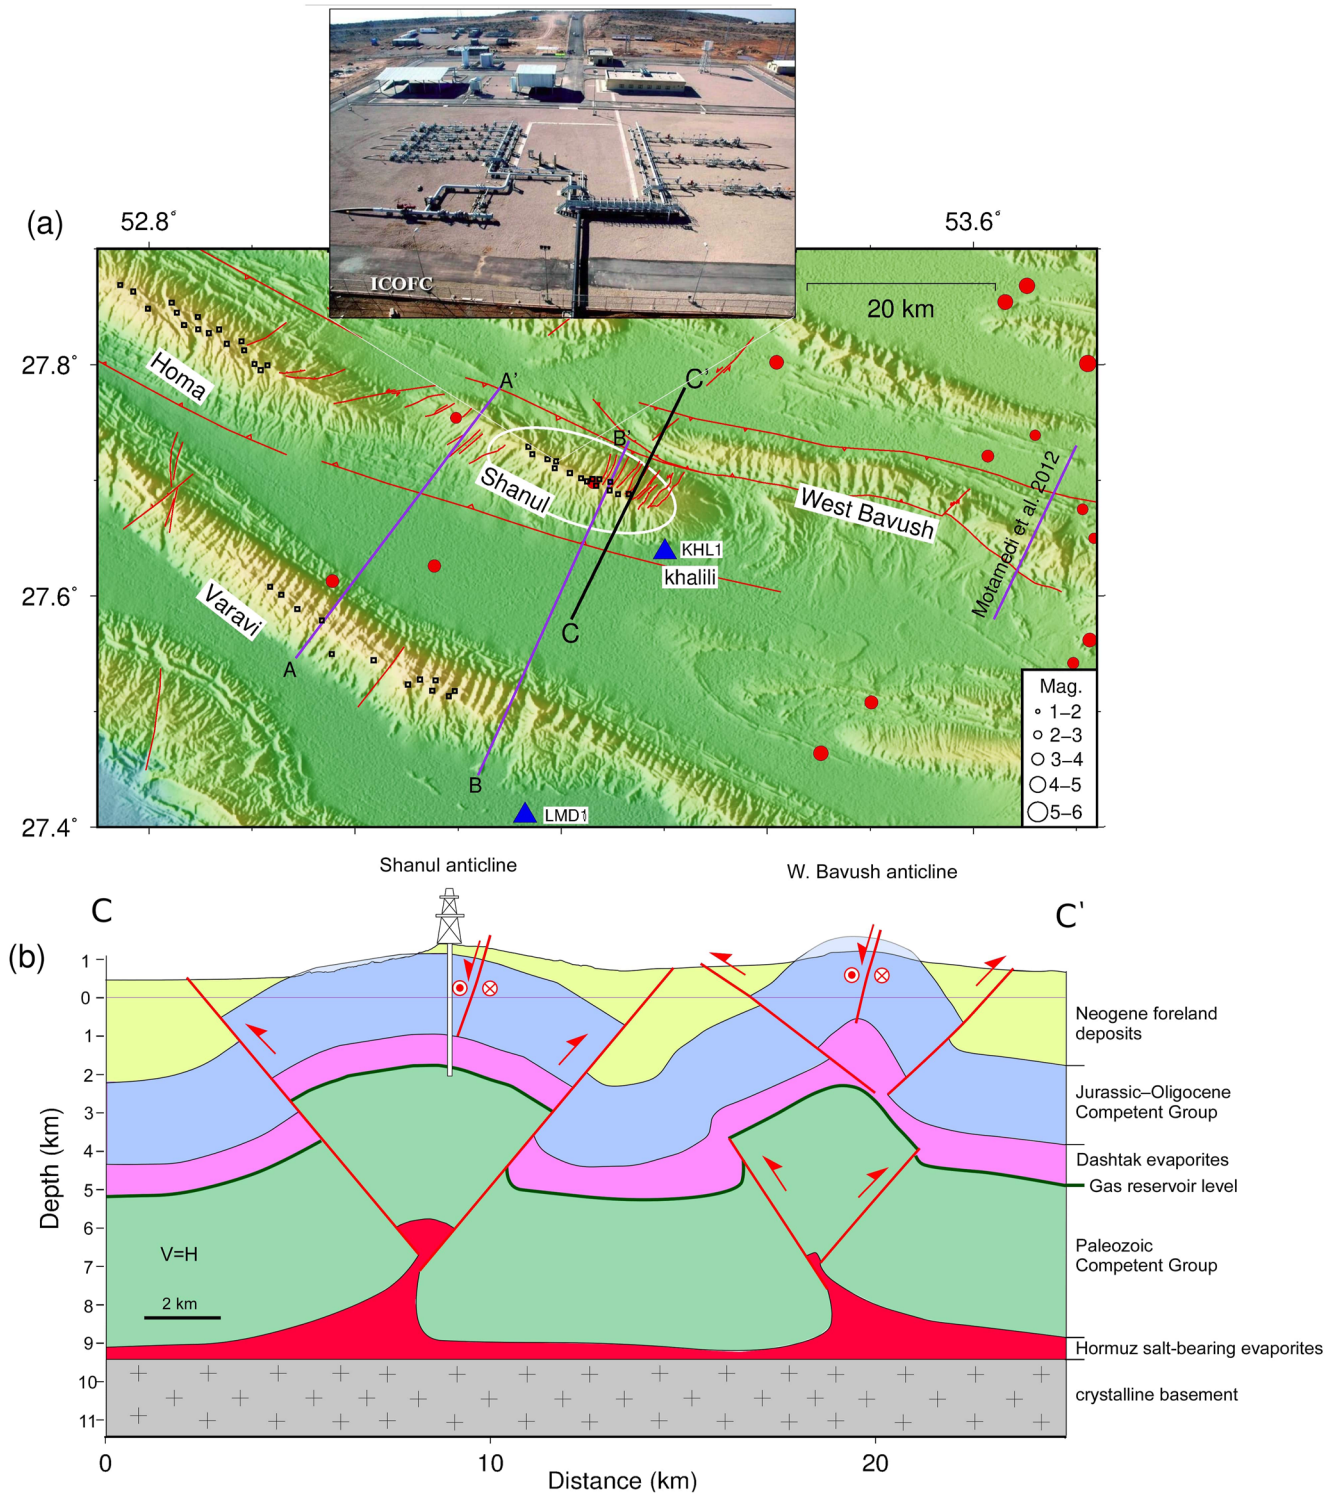 ICOFC
(a)
52.8°
53.6°
20 km
27.8°
27.6°
27.4°
Homa
A'
C'
B'
Shanul
West Bavush
Motamedi et al. 2012
KHL1
khalili
Varavi
A
C
B
LMD1
Mag.
1–2
2–3
3–4
4–5
5–6
Shanul anticline
W. Bavush anticline
C
C'
(b)
Depth (km)
1
0
1
2
3
4
5
6
7
8
9
10
11
V=H
2 km
Neogene foreland
deposits
Jurassic–Oligocene
Competent Group
Dashtak evaporites
Gas reservoir level
Paleozoic
Competent Group
Hormuz salt-bearing evaporites
crystalline basement
0
10
20
Distance (km)